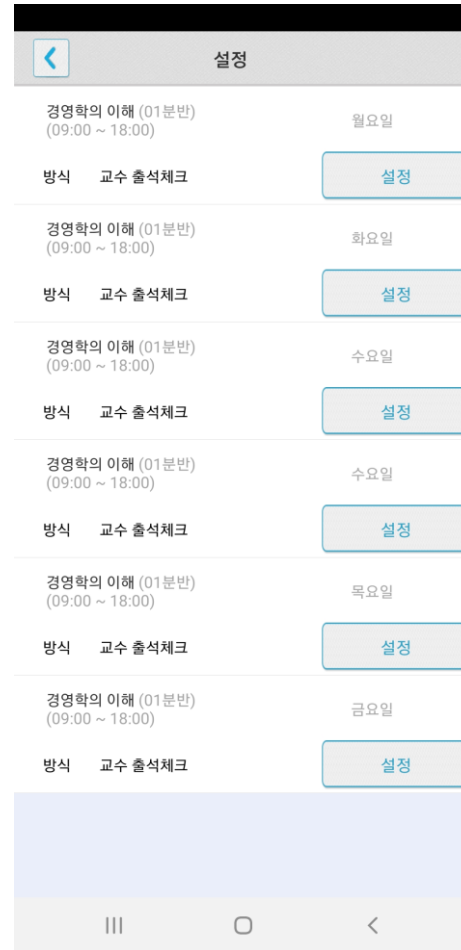 설정
경영학의 이해 (01분반)
(09:00 ~ 18:00)
월요일
방식 교수 출석체크 설정
경영학의 이해 (01분반)
(09:00 ~ 18:00)
화요일
방식 교수 출석체크 설정
경영학의 이해 (01분반)
(09:00 ~ 18:00)
수요일
방식 교수 출석체크 설정
경영학의 이해 (01분반)
(09:00 ~ 18:00)
수요일
방식 교수 출석체크 설정
경영학의 이해 (01분반)
(09:00 ~ 18:00)
목요일
방식 교수 출석체크 설정
경영학의 이해 (01분반)
(09:00 ~ 18:00)
금요일
방식 교수 출석체크 설정